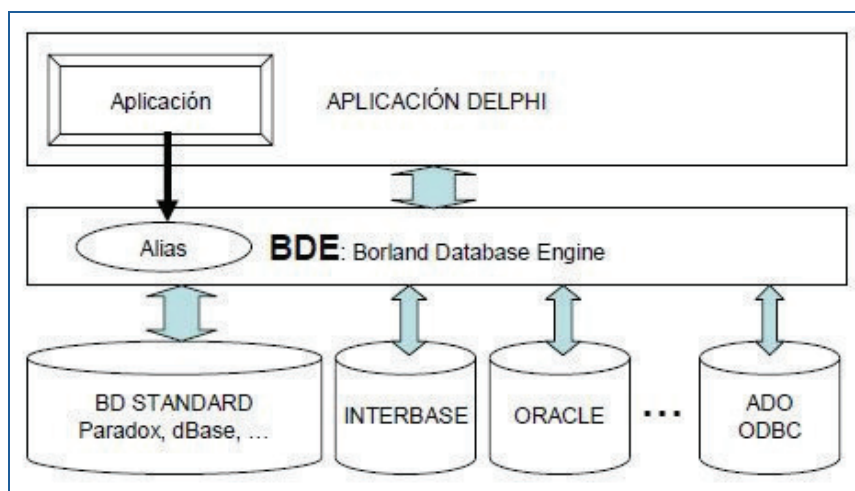 Aplicación
APLICACIÓN DELPHI
Alias
BDE: Borland Database Engine
BD STANDARD
Paradox, dBase, ...
INTERBASE
ORACLE
...
ADO
ODBC